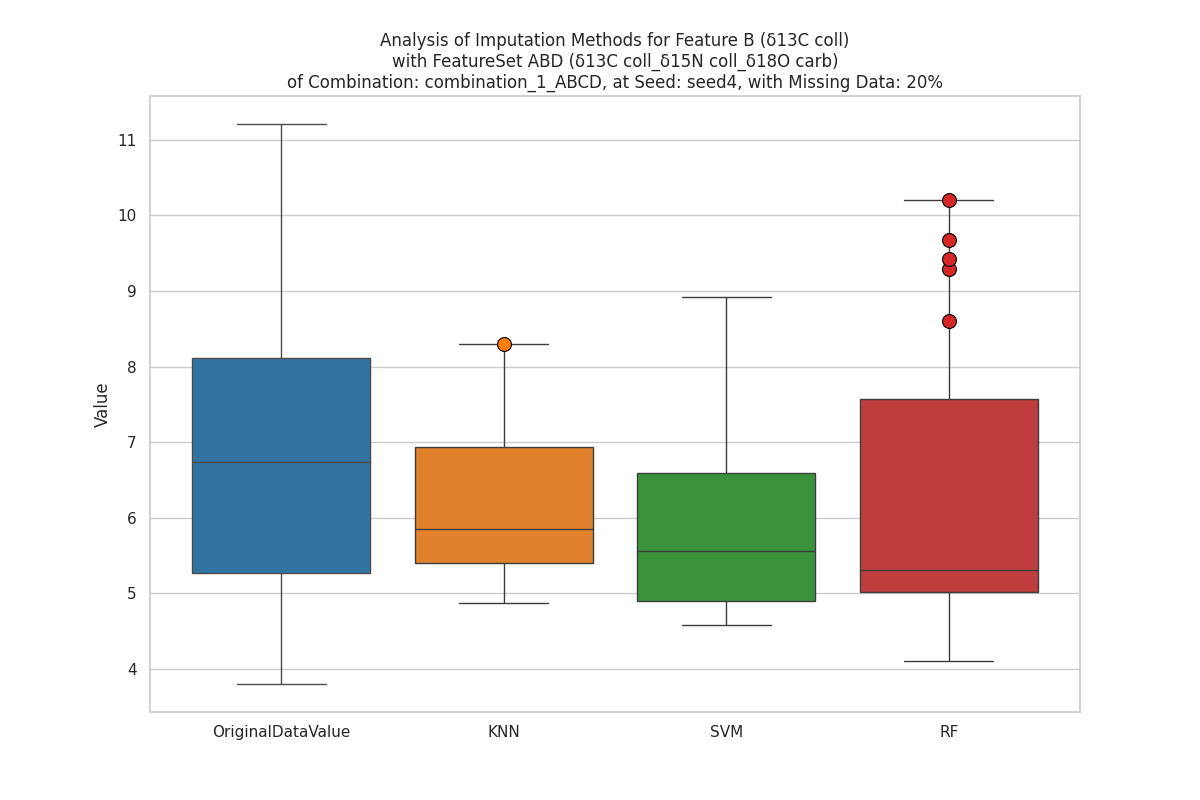 Analysis of Imputation Methods for Feature B (δ13C coll)
with FeatureSet ABD (δ13C coll_δ15N coll_δ18O carb)
of Combination: combination_1_ABCD, at Seed: seed4, with Missing Data: 20%
11
10
9
8
7
6
5
4
Value
OriginalDataValue
KNN
SVM
RF